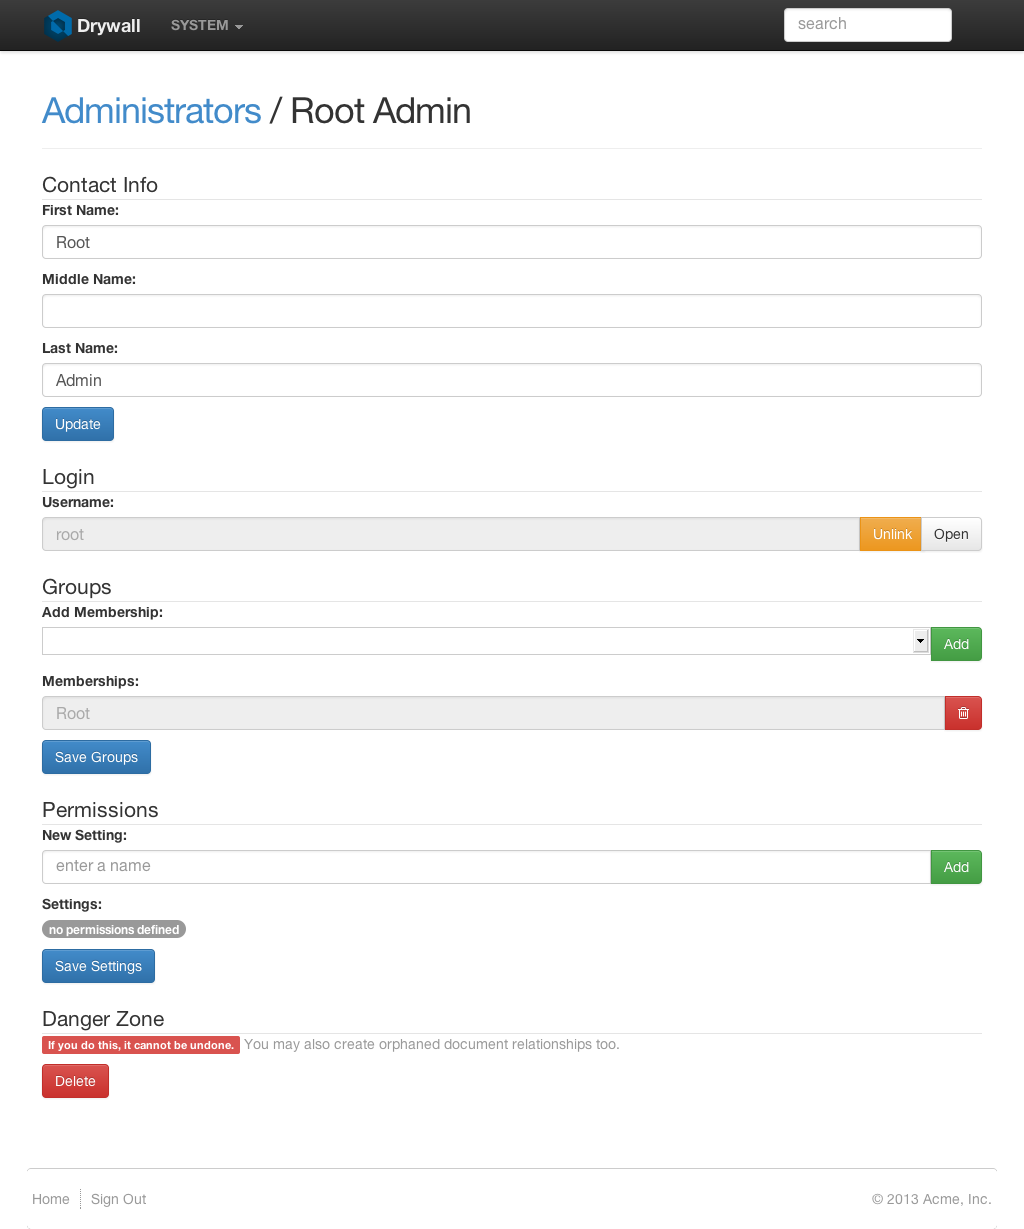 Drywall SYSTEM search
Administrators / Root Admin
Contact Info
First Name:
Root
Middle Name:
Last Name:
Admin
Update
Login
Username:
root Unlink Open
Groups
Add Membership:
Add
Memberships:
Root
Save Groups
Permissions
New Setting:
enter a name Add
Settings:
no permissions defined
Save Settings
Danger Zone
If you do this, it cannot be undone. You may also create orphaned document relationships too.
Delete
Home Sign Out © 2013 Acme, Inc.